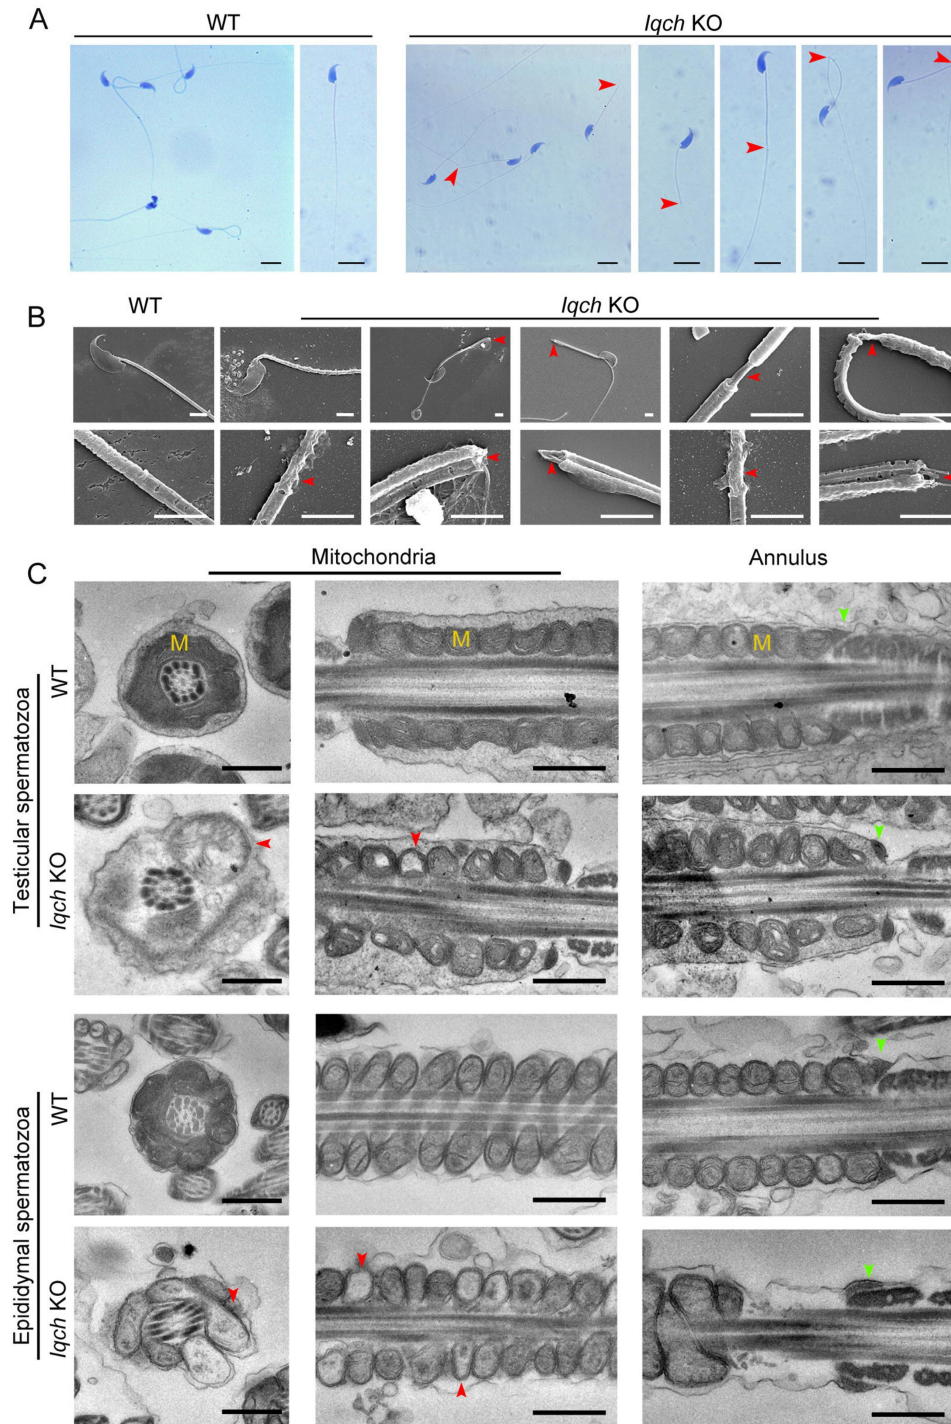 A
WT
Iqch KO
B
WT
Iqch KO
C
Mitochondria
Annulus
Testicular spermatozoa
WT
M
M
M
Iqch KO
Epididymal spermatozoa
WT
Iqch KO